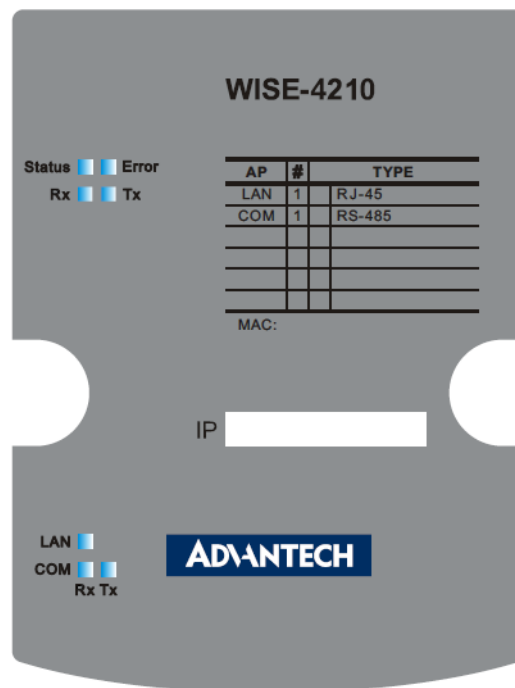 WISE-4210
Status Error
Rx Tx
AP # TYPE
LAN 1 RJ-45
COM 1 RS-485
MAC:
IP
LAN
COM
Rx Tx
ADVANTECH